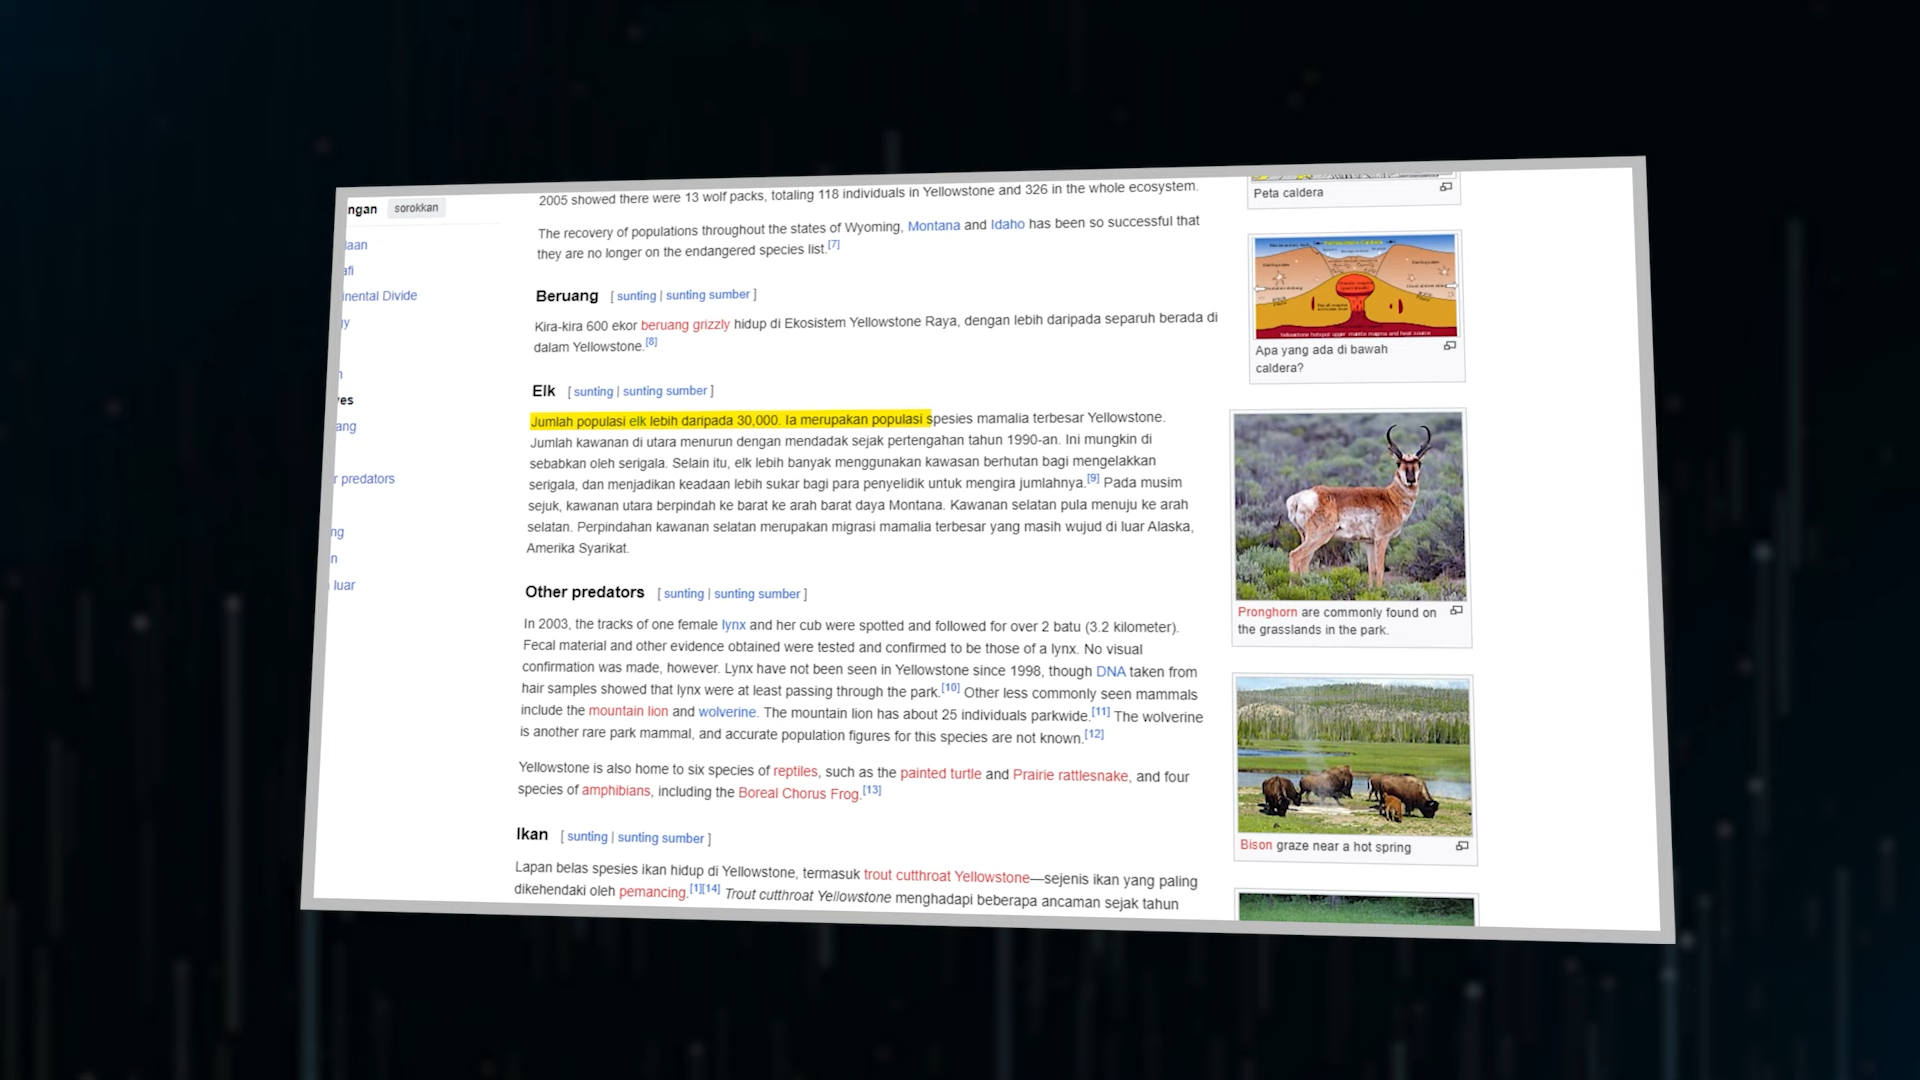 ngan sorokkan
laan
afi
inental Divide
gy
n
ves
ang
r predators
ng
n
luar
2005 showed there were 13 wolf packs, totaling 118 individuals in Yellowstone and 326 in the whole ecosystem.
The recovery of populations throughout the states of Wyoming, Montana and Idaho has been so successful that
they are no longer on the endangered species list.[7]
Beruang [ sunting | sunting sumber ]
Kira-kira 600 ekor beruang grizzly hidup di Ekosistem Yellowstone Raya, dengan lebih daripada separuh berada di
dalam Yellowstone.[8]
Elk [ sunting | sunting sumber ]
Jumlah populasi elk lebih daripada 30,000. Ia merupakan populasi spesies mamalia terbesar Yellowstone.
Jumlah kawanan di utara menurun dengan mendadak sejak pertengahan tahun 1990-an. Ini mungkin di
sebabkan oleh serigala. Selain itu, elk lebih banyak menggunakan kawasan berhutan bagi mengelakkan
serigala, dan menjadikan keadaan lebih sukar bagi para penyelidik untuk mengira jumlahnya.[9] Pada musim
sejuk, kawanan utara berpindah ke barat ke arah barat daya Montana. Kawanan selatan pula menuju ke arah
selatan. Perpindahan kawanan selatan merupakan migrasi mamalia terbesar yang masih wujud di luar Alaska,
Amerika Syarikat.
Other predators [ sunting | sunting sumber ]
In 2003, the tracks of one female lynx and her cub were spotted and followed for over 2 batu (3.2 kilometer).
Fecal material and other evidence obtained were tested and confirmed to be those of a lynx. No visual
confirmation was made, however. Lynx have not been seen in Yellowstone since 1998, though DNA taken from
hair samples showed that lynx were at least passing through the park.[10] Other less commonly seen mammals
include the mountain lion and wolverine. The mountain lion has about 25 individuals parkwide.[11] The wolverine
is another rare park mammal, and accurate population figures for this species are not known.[12]
Yellowstone is also home to six species of reptiles, such as the painted turtle and Prairie rattlesnake, and four
species of amphibians, including the Boreal Chorus Frog.[13]
Ikan [ sunting | sunting sumber ]
Lapan belas spesies ikan hidup di Yellowstone, termasuk trout cutthroat Yellowstone—sejenis ikan yang paling
dikehendaki oleh pemancing.[1][14] Trout cutthroat Yellowstone menghadapi beberapa ancaman sejak tahun
Peta caldera
Yellowstone Caldera
Yellowstone hotspot upper mantle magma and heat source
Apa yang ada di bawah
caldera?
Pronghorn are commonly found on
the grasslands in the park.
Bison graze near a hot spring